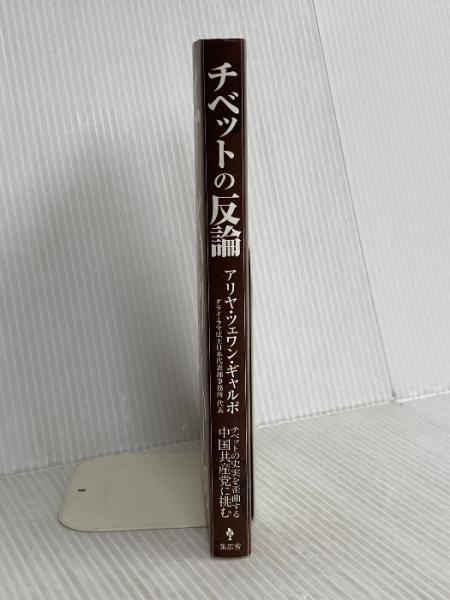 チベットの反論
アリヤ・ツェワン・ギャルポ
ダライ・ラマ法王日本代表部事務所 代表
チベットの史実を歪曲する
中国共産党に挑む
集広舎